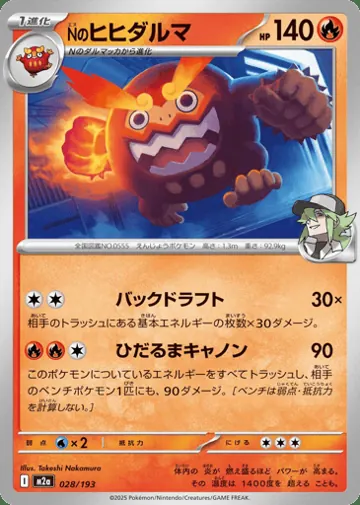 1進化
Nのヒヒダルマ
HP 140
Nのダルマッカから進化
全国図鑑NO.0555 えんじょうポケモン 高さ:1.3m 重さ:92.9kg
バックドラフト 30×
相手のトラッシュにある基本エネルギーの枚数×30ダメージ。
ひだるまキャノン 90
このポケモンについているエネルギーをすべてトラッシュし、相手
のベンチポケモン1匹にも、90ダメージ。[ベンチは弱点・抵抗力
を計算しない。]
弱点 ×2 抵抗力 にげる
Illus. Takeshi Nakamura
I m2a 028/193
体内の 炎が 燃え盛るほど パワーが 高まる。
その 温度は 1400度を 超える ことも。
©2025 Pokémon/Nintendo/Creatures/GAME FREAK.